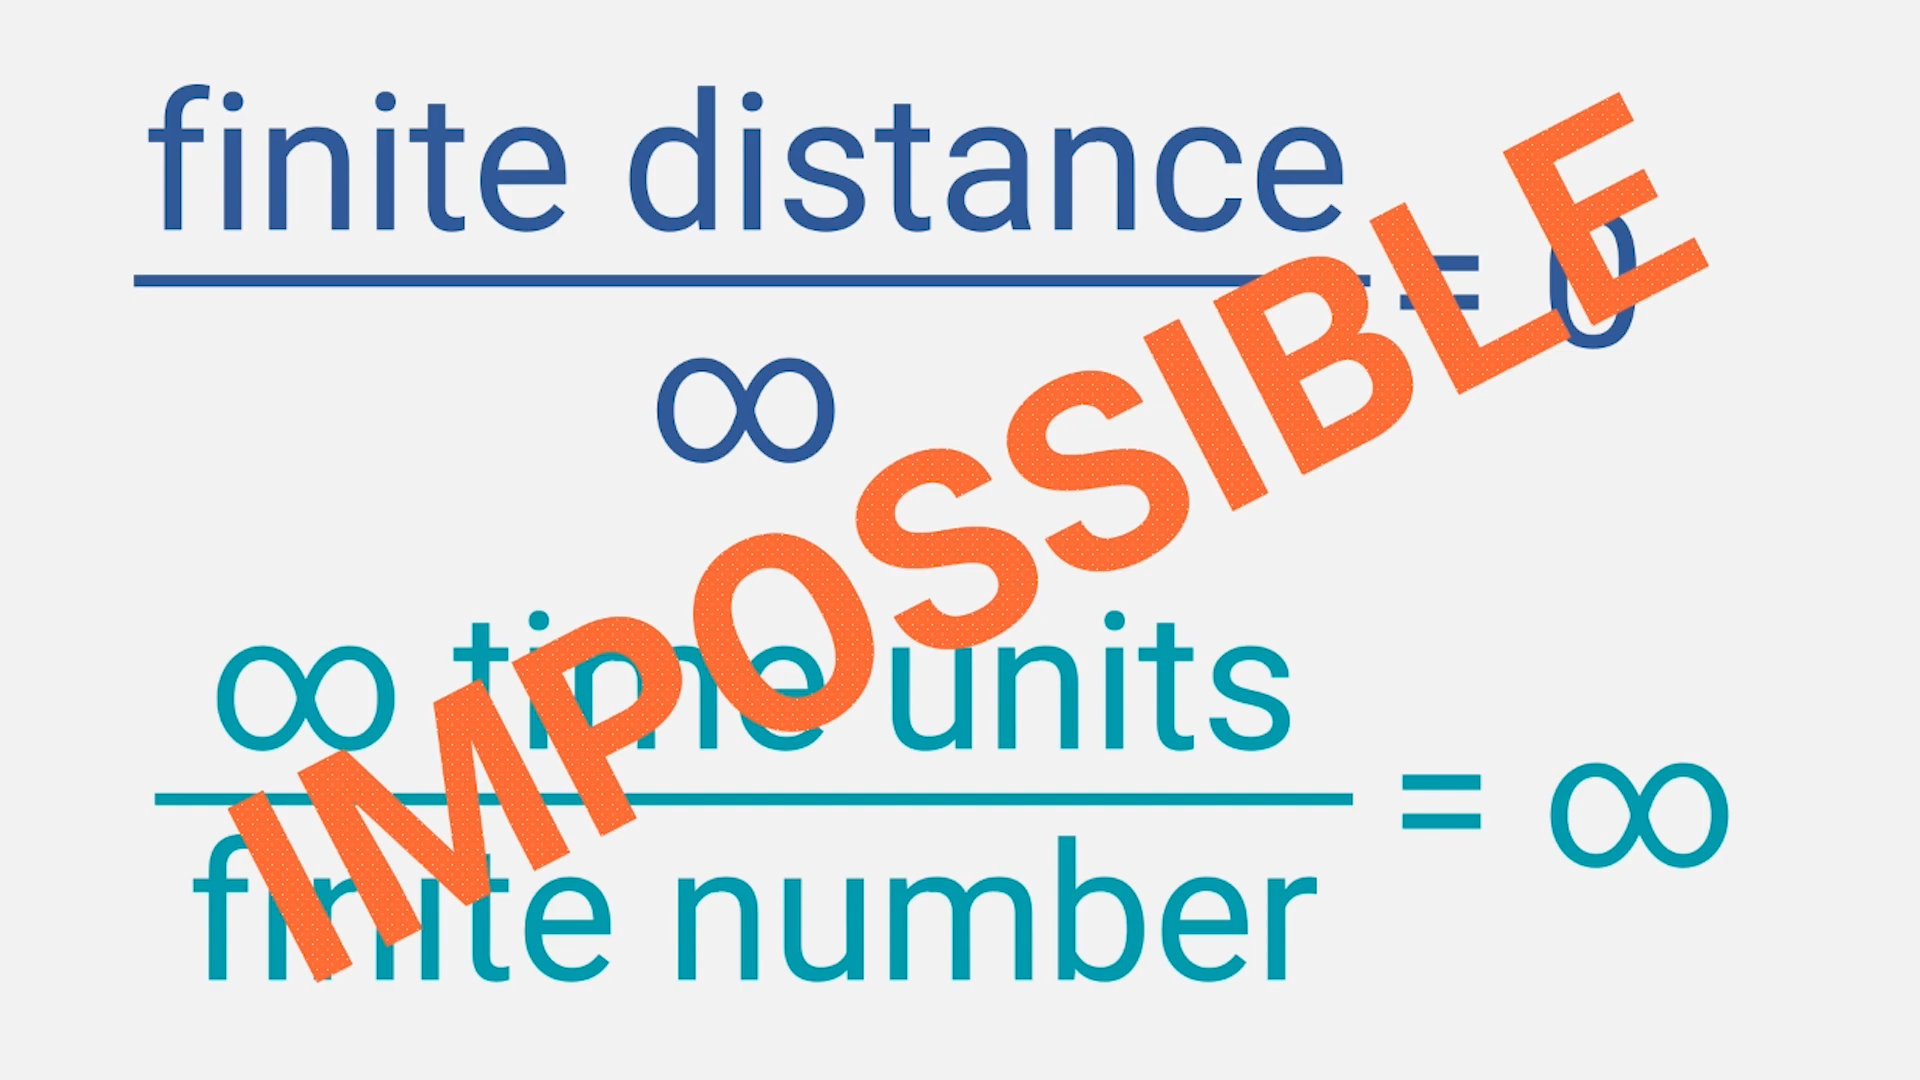 finite distance
∞
= 0
∞ time units
finite number
= ∞
IMPOSSIBLE